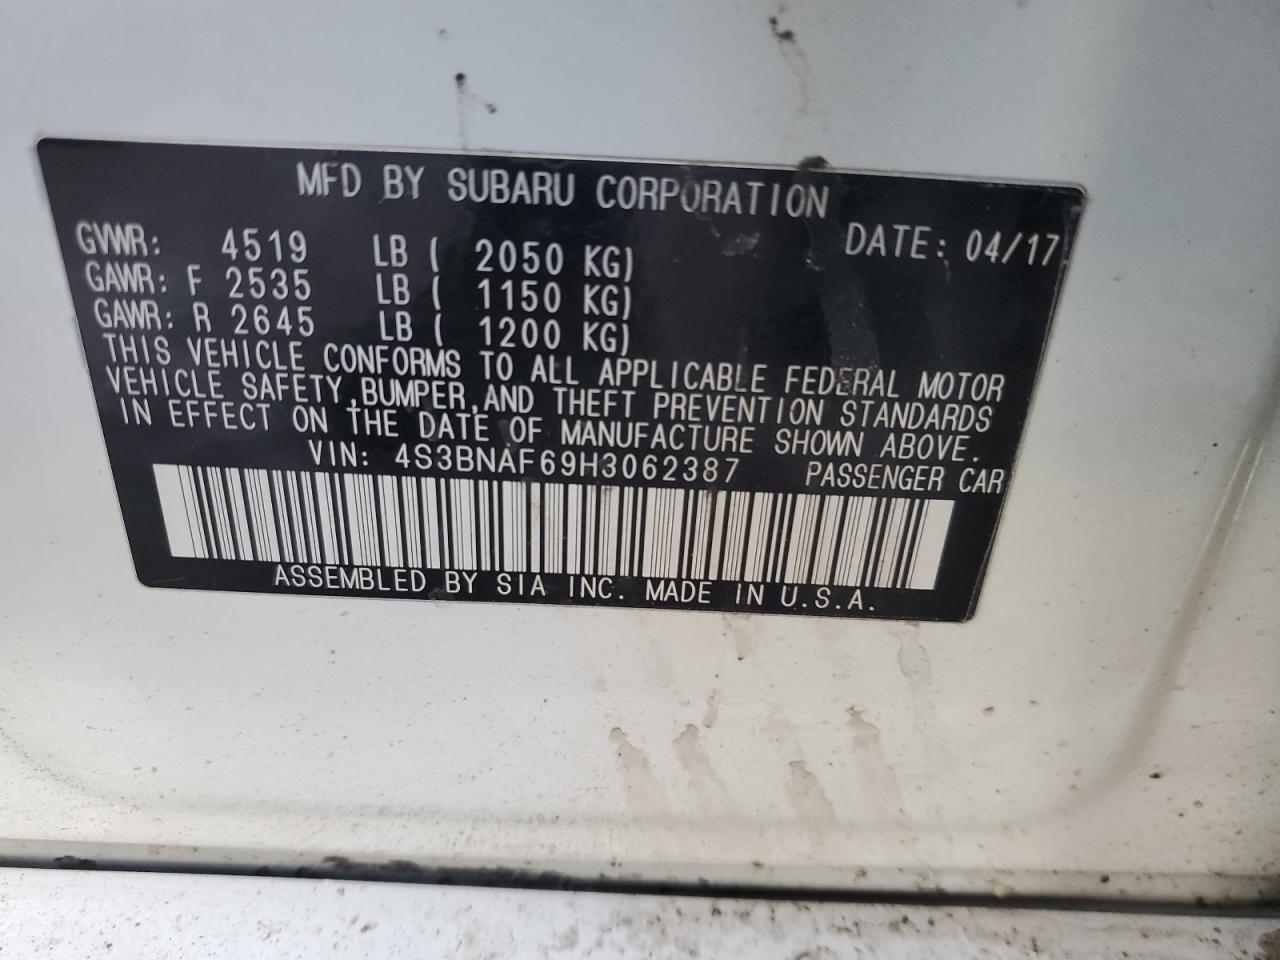 MFD BY SUBARU CORPORATION
GVWR: 4519 LB ( 2050 KG) DATE: 04/17
GAWR: F 2535 LB ( 1150 KG)
GAWR: R 2645 LB ( 1200 KG)
THIS VEHICLE CONFORMS TO ALL APPLICABLE FEDERAL MOTOR
VEHICLE SAFETY,BUMPER,AND THEFT PREVENTION STANDARDS
IN EFFECT ON THE DATE OF MANUFACTURE SHOWN ABOVE.
VIN: 4S3BNAF69H3062387 PASSENGER CAR
ASSEMBLED BY SIA INC. MADE IN U.S.A.